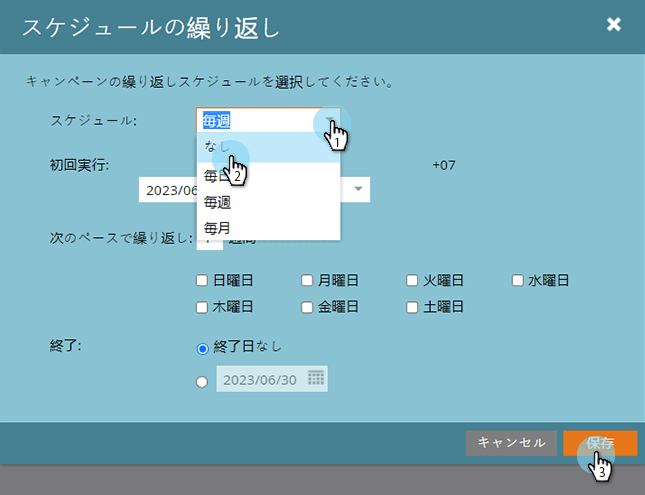 スケジュールの繰り返し
キャンペーンの繰り返しスケジュールを選択してください。
スケジュール: 毎週
1
なし
2
初回実行: +07
毎日
2023/06
毎週
毎月
次のペースで繰り返し: 週間
日曜日 月曜日 火曜日 水曜日
木曜日 金曜日 土曜日
終了: 終了日なし
2023/06/30
キャンセル 保存
3